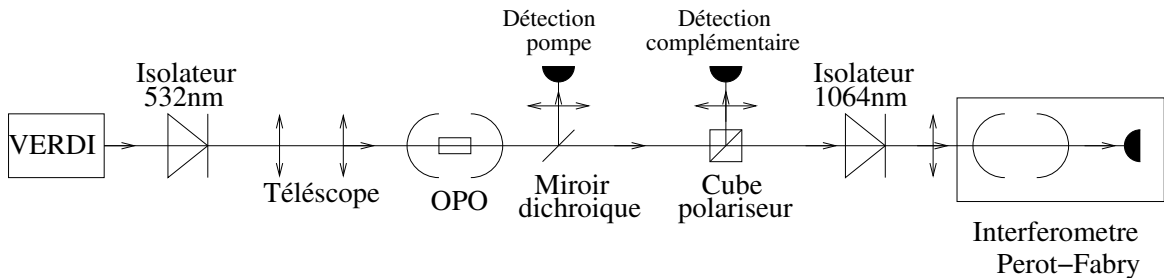 VERDI
Isolateur
532nm
Téléscope
OPO
Détection
pompe
Miroir
dichroique
Détection
complémentaire
Cube
polariseur
Isolateur
1064nm
Interferometre
Perot-Fabry